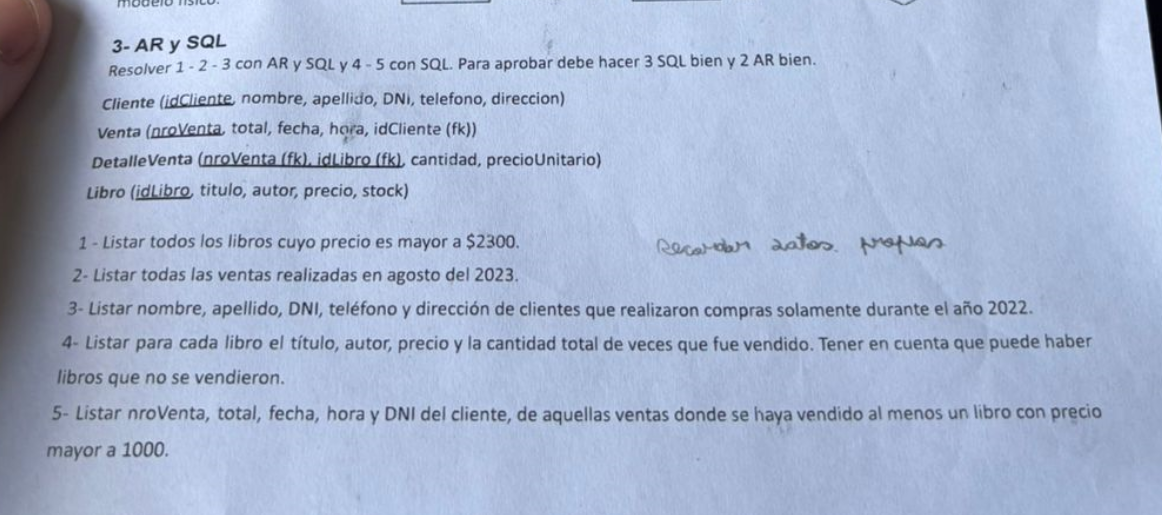 modelo físico.
3- AR y SQL
Resolver 1 - 2 - 3 con AR y SQL y 4 - 5 con SQL. Para aprobar debe hacer 3 SQL bien y 2 AR bien.
Cliente (idCliente, nombre, apellido, DNI, telefono, direccion)
Venta (nroVenta, total, fecha, hora, idCliente (fk))
DetalleVenta (nroVenta (fk), idLibro (fk), cantidad, precioUnitario)
Libro (idLibro, titulo, autor, precio, stock)
1 - Listar todos los libros cuyo precio es mayor a $2300.
Recordar datos propios
2- Listar todas las ventas realizadas en agosto del 2023.
3- Listar nombre, apellido, DNI, teléfono y dirección de clientes que realizaron compras solamente durante el año 2022.
4- Listar para cada libro el título, autor, precio y la cantidad total de veces que fue vendido. Tener en cuenta que puede haber
libros que no se vendieron.
5- Listar nroVenta, total, fecha, hora y DNI del cliente, de aquellas ventas donde se haya vendido al menos un libro con precio
mayor a 1000.